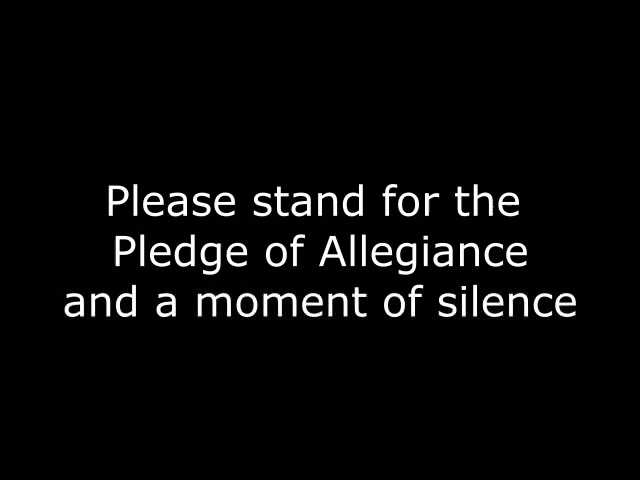 Please stand for the
Pledge of Allegiance
and a moment of silence